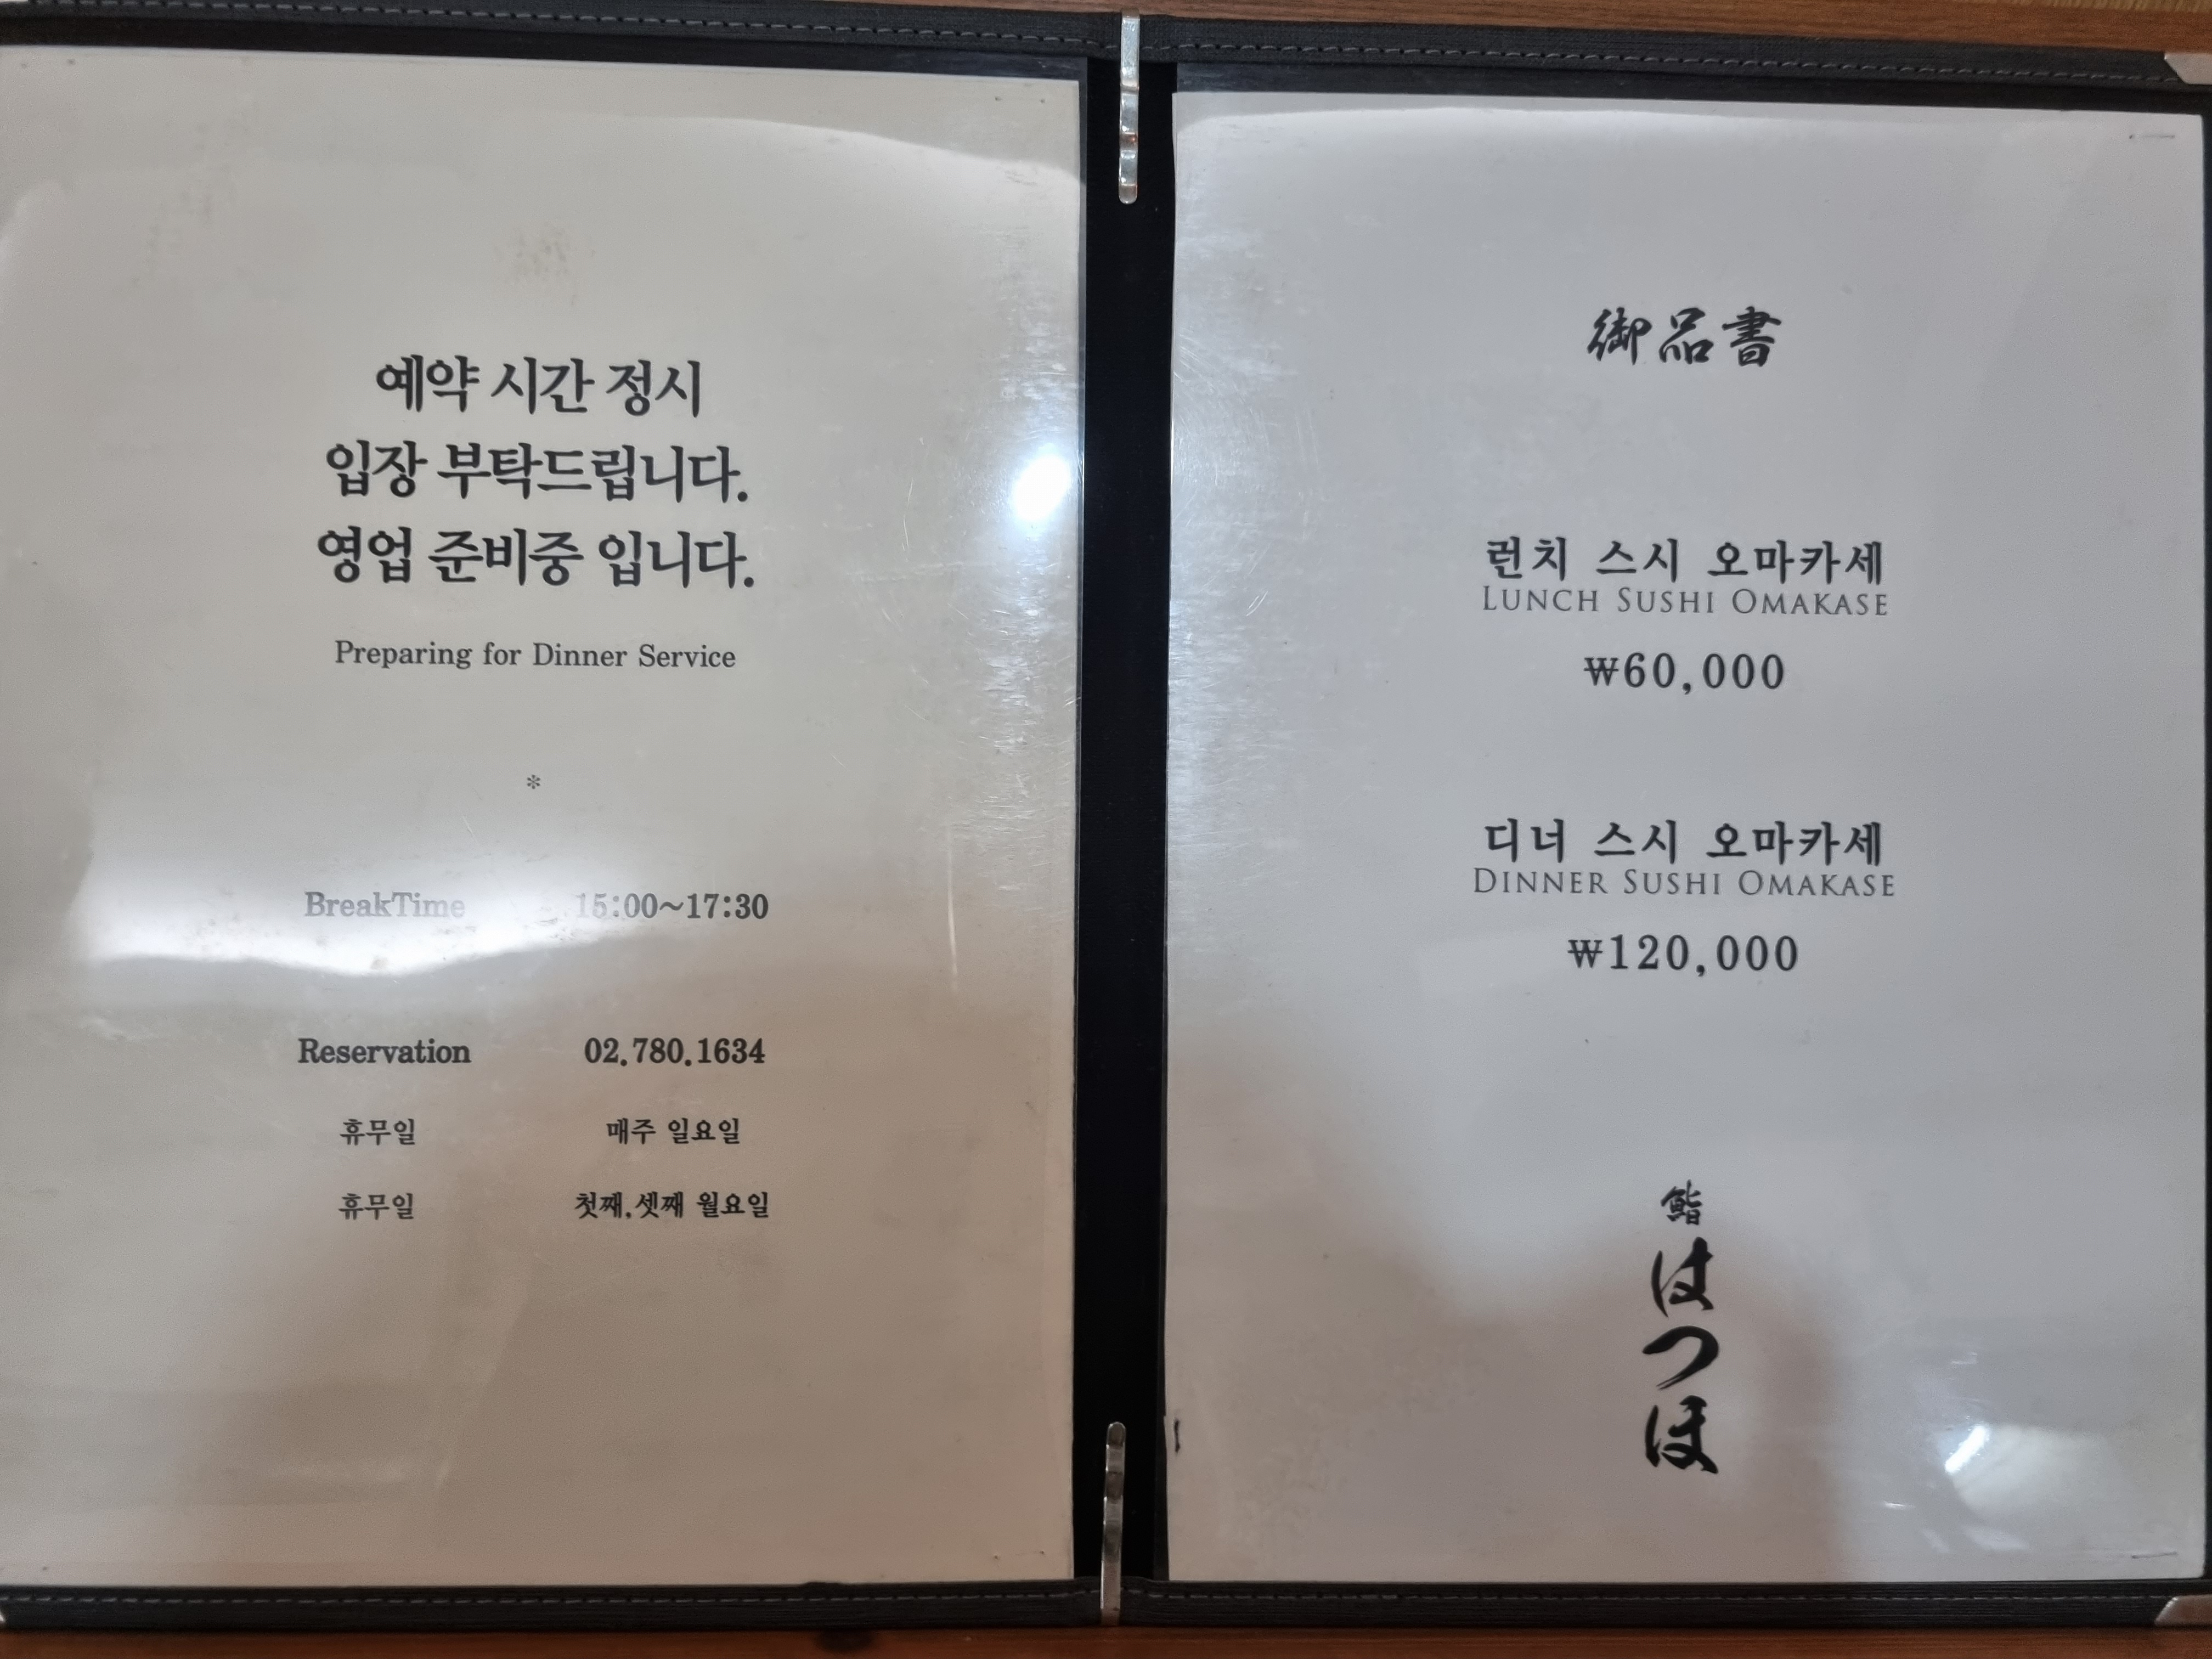 예약 시간 정시
입장 부탁드립니다.
영업 준비중 입니다.
Preparing for Dinner Service
*
BreakTime 15:00~17:30
Reservation 02.780.1634
휴무일 매주 일요일
휴무일 첫째,셋째 월요일
御品書
런치 스시 오마카세
LUNCH SUSHI OMAKASE
₩60,000
디너 스시 오마카세
DINNER SUSHI OMAKASE
₩120,000
鮨
はつほ